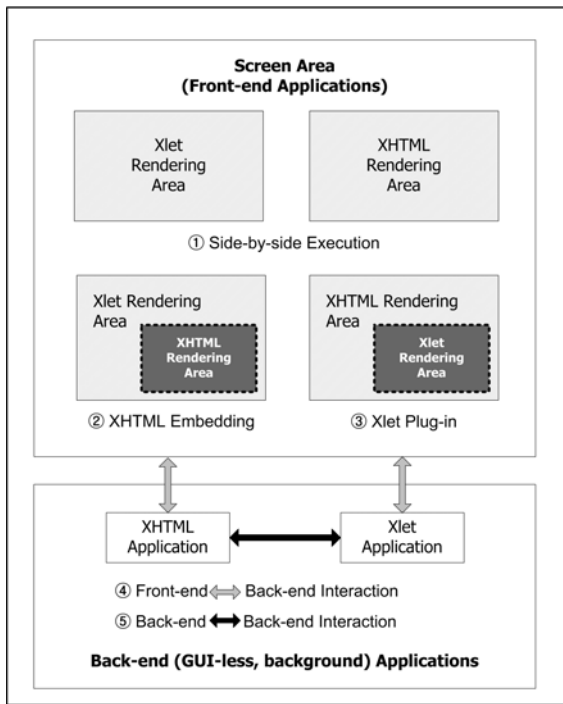 Screen Area
(Front-end Applications)
Xlet
Rendering
Area
XHTML
Rendering
Area
① Side-by-side Execution
Xlet Rendering
Area
XHTML
Rendering
Area
XHTML Rendering
Area
Xlet
Rendering
Area
② XHTML Embedding
③ Xlet Plug-in
XHTML
Application
Xlet
Application
④ Front-end Back-end Interaction
⑤ Back-end Back-end Interaction
Back-end (GUI-less, background) Applications